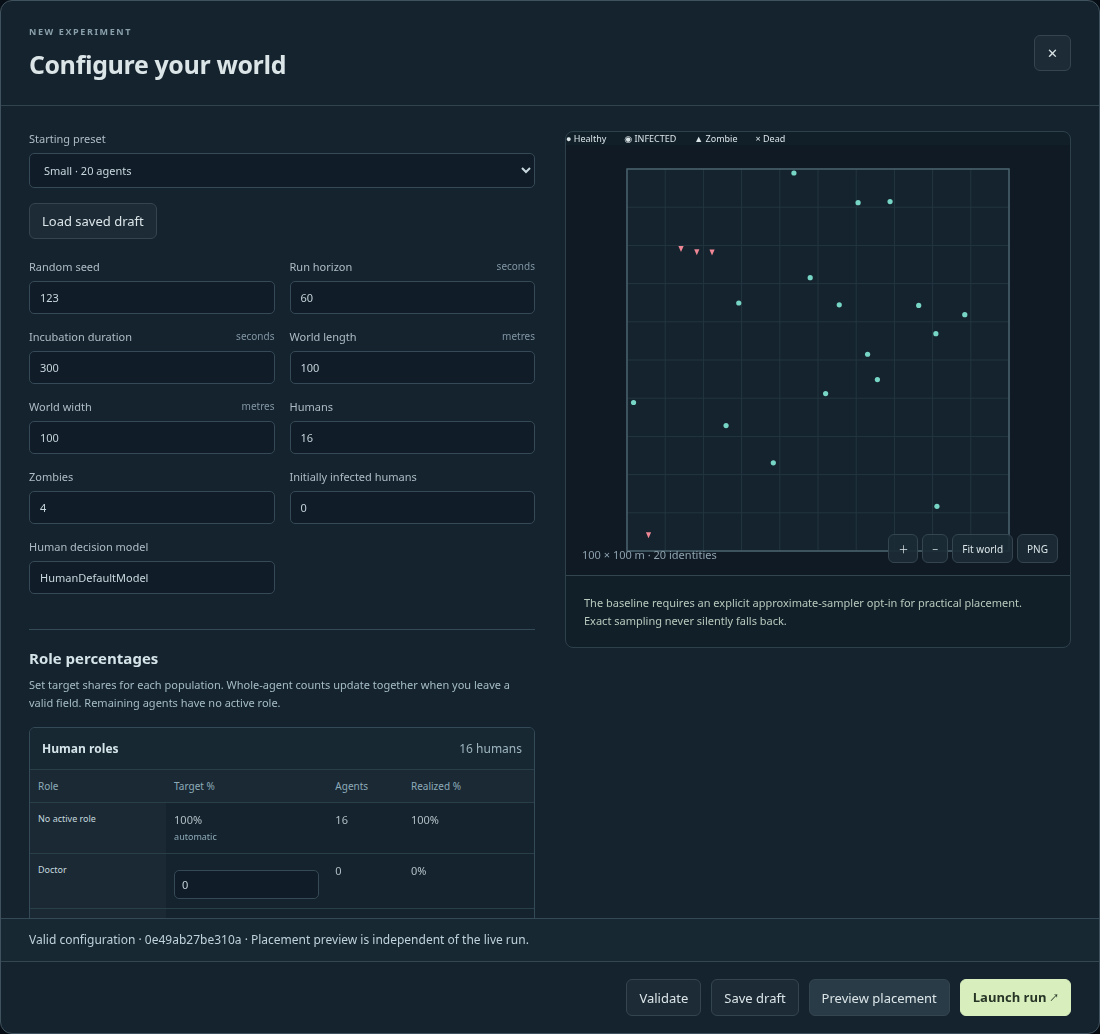 NEW EXPERIMENT
Configure your world
×
Starting preset
Small · 20 agents
Load saved draft
Random seed
123
Run horizon seconds
60
Incubation duration seconds
300
World length metres
100
World width metres
100
Humans
16
Zombies
4
Initially infected humans
0
Human decision model
HumanDefaultModel
Role percentages
Set target shares for each population. Whole-agent counts update together when you leave a
valid field. Remaining agents have no active role.
Human roles 16 humans
Role Target % Agents Realized %
No active role 100% 16 100%
automatic
Doctor 0 0 0%
● Healthy ◉ INFECTED ▲ Zombie × Dead
100 × 100 m · 20 identities
+ − Fit world PNG
The baseline requires an explicit approximate-sampler opt-in for practical placement.
Exact sampling never silently falls back.
Valid configuration · 0e49ab27be310a · Placement preview is independent of the live run.
Validate Save draft Preview placement Launch run ↗